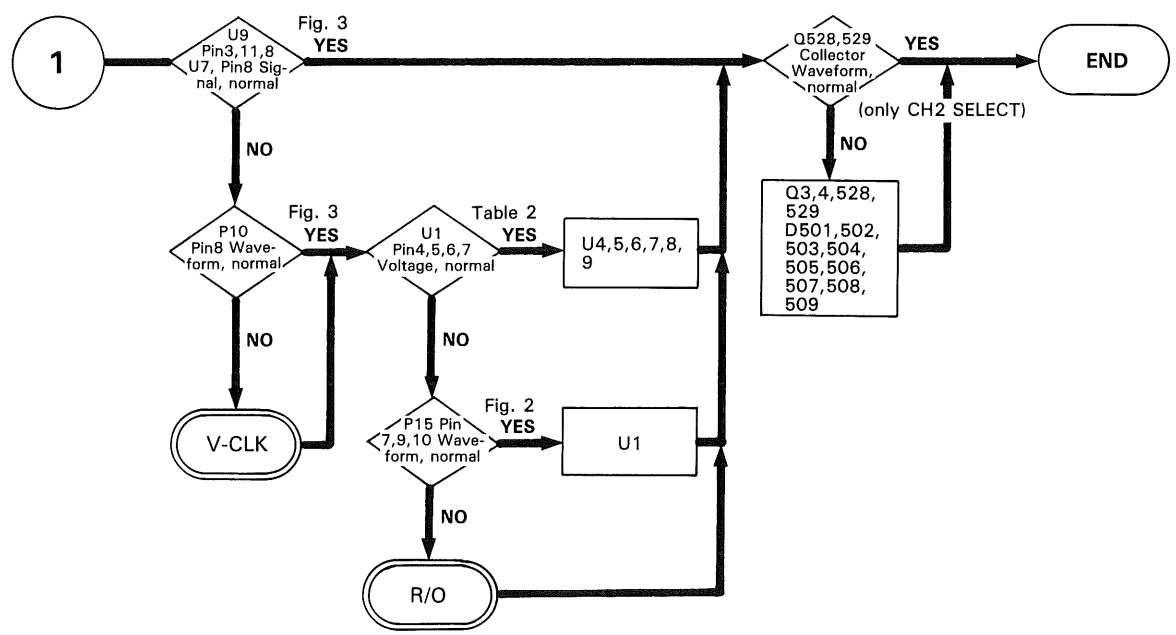 1
U9
Pin3,11,8
U7, Pin8 Sig-
nal, normal
Fig. 3
YES
NO
Q528,529
Collector
Waveform,
normal
YES
(only CH2 SELECT)
END
NO
Q3,4,528,
529
D501,502,
503,504,
505,506,
507,508,
509
P10
Pin8 Wave-
form, normal
Fig. 3
YES
NO
U1
Pin4,5,6,7
Voltage, normal
Table 2
YES
NO
U4,5,6,7,8,
9
V-CLK
P15 Pin
7,9,10 Wave-
form, normal
Fig. 2
YES
NO
U1
R/O